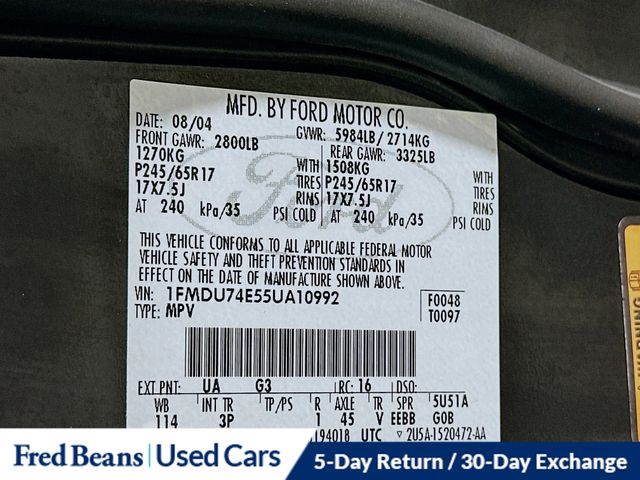 MFD. BY FORD MOTOR CO.
DATE: 08/04 GVWR: 5984LB / 2714KG
FRONT GAWR: 2800LB REAR GAWR: 3325LB
1270KG WITH 1508KG WITH
P245/65R17 TIRES P245/65R17 TIRES
17X7.5J RIMS 17X7.5J RIMS
AT 240 kPa/35 PSI COLD AT 240 kPa/35 PSI COLD
Ford
THIS VEHICLE CONFORMS TO ALL APPLICABLE FEDERAL MOTOR
VEHICLE SAFETY AND THEFT PREVENTION STANDARDS IN
EFFECT ON THE DATE OF MANUFACTURE SHOWN ABOVE.
VIN: 1FMDU74E55UA10992 F0048
TYPE: MPV T0097
EXT PNT: UA G3 RC: 16 DSO:
WB INT TR TP/PS R AXLE TR SPR 5U51A
114 3P 1 45 V EEBB G0B
194018 UTC ▽ 2U5A-1520472-AA
WARNING
Fred Beans Used Cars 5-Day Return / 30-Day Exchange